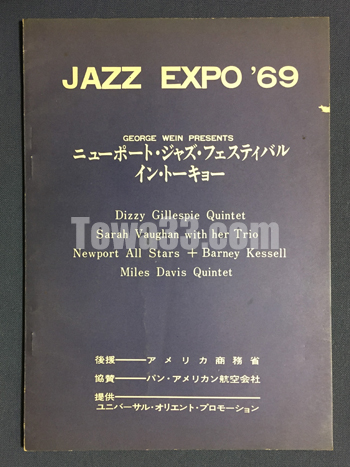 JAZZ EXPO '69
GEORGE WEIN PRESENTS
ニューポート・ジャズ・フェスティバル
イン・トーキョー
Dizzy Gillespie Quintet
Towa33.com
Sarah Vaughan with her Trio
Newport All Stars + Barney Kessell
Miles Davis Quintet
後援━━━アメリカ商務省
協賛━━━パン・アメリカン航空会社
提供━━━
ユニバーサル・オリエント・プロモーション